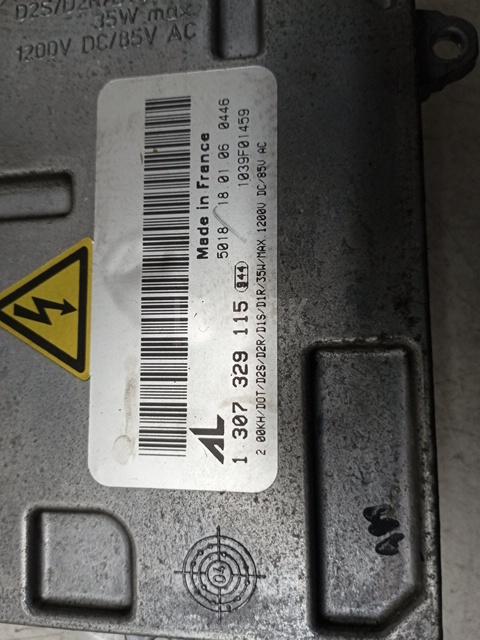 D2S/D2R/
35W max
1200V DC/85V AC
Made in France
5018 18.01.06 0446
1039F01459
AL
1 307 329 115 944
2.00KH/DOT/D2S/D2R/D1S/D1R/35W/MAX.1200V DC/85V AC
04